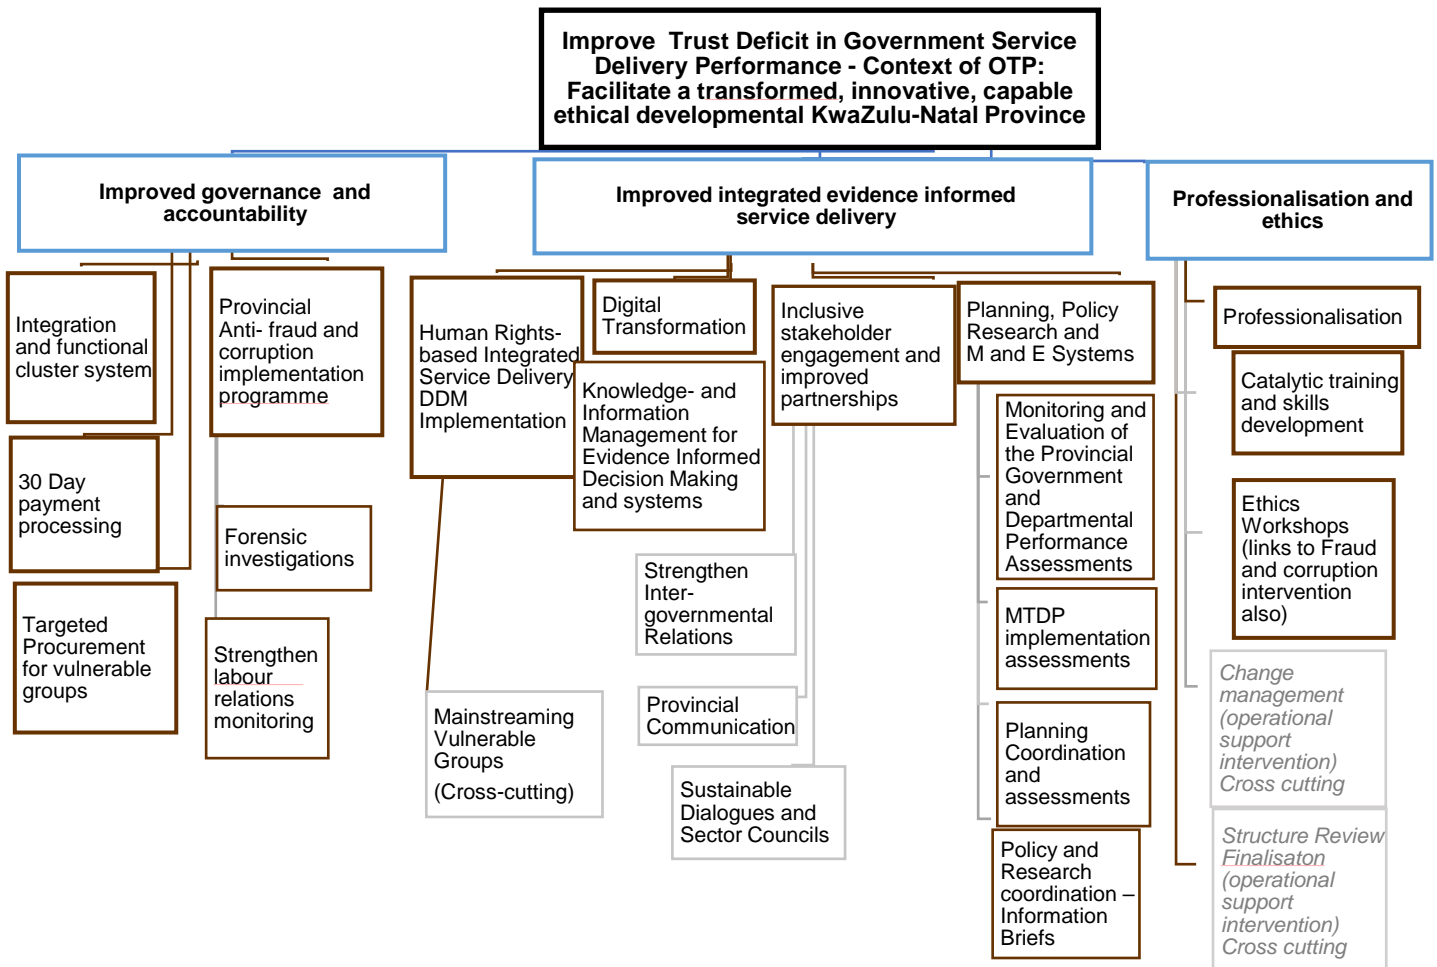 Improve Trust Deficit in Government Service
Delivery Performance - Context of OTP:
Facilitate a transformed, innovative, capable
ethical developmental KwaZulu-Natal Province
Improved governance and
accountability
Improved integrated evidence informed
service delivery
Professionalisation and
ethics
Integration
and functional
cluster system
30 Day
payment
processing
Targeted
Procurement
for vulnerable
groups
Provincial
Anti- fraud and
corruption
implementation
programme
Forensic
investigations
Strengthen
labour
relations
monitoring
Human Rights-
based Integrated
Service Delivery
DDM
Implementation
Mainstreaming
Vulnerable
Groups
(Cross-cutting)
Digital
Transformation
Knowledge- and
Information
Management for
Evidence Informed
Decision Making
and systems
Inclusive
stakeholder
engagement and
improved
partnerships
Strengthen
Inter-
governmental
Relations
Provincial
Communication
Sustainable
Dialogues and
Sector Councils
Planning, Policy
Research and
M and E Systems
Monitoring and
Evaluation of
the Provincial
Government
and
Departmental
Performance
Assessments
MTDP
implementation
assessments
Planning
Coordination
and
assessments
Policy and
Research
coordination –
Information
Briefs
Professionalisation
Catalytic training
and skills
development
Ethics
Workshops
(links to Fraud
and corruption
intervention
also)
Change
management
(operational
support
intervention)
Cross cutting
Structure Review
Finalisaton
(operational
support
intervention)
Cross cutting